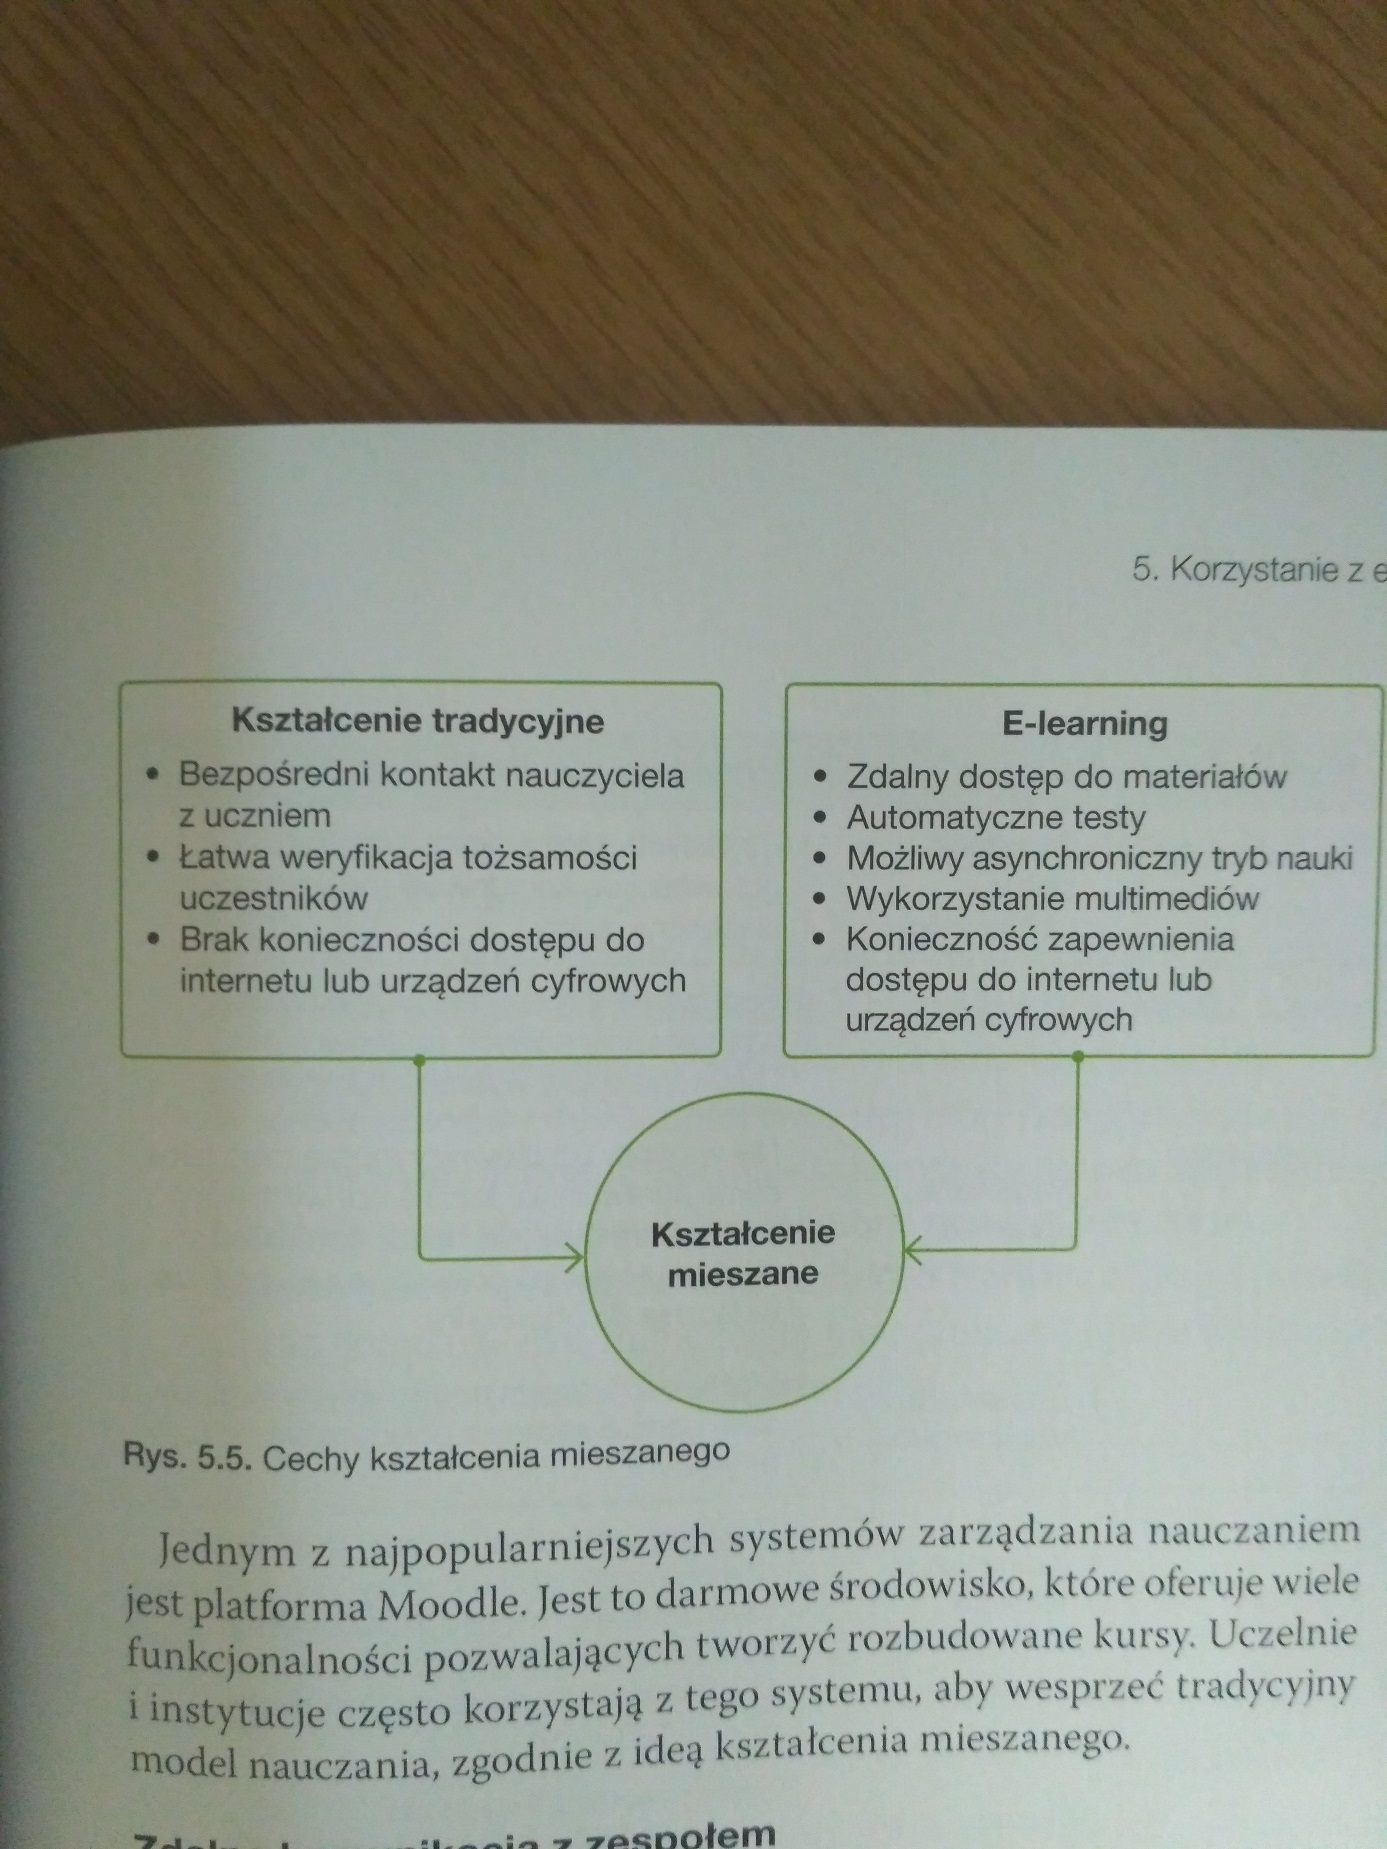 5. Korzystanie z e
Kształcenie tradycyjne
• Bezpośredni kontakt nauczyciela
z uczniem
• Łatwa weryfikacja tożsamości
uczestników
• Brak konieczności dostępu do
internetu lub urządzeń cyfrowych
E-learning
• Zdalny dostęp do materiałów
• Automatyczne testy
• Możliwy asynchroniczny tryb nauki
• Wykorzystanie multimediów
• Konieczność zapewnienia
dostępu do internetu lub
urządzeń cyfrowych
Kształcenie
mieszane
Rys. 5.5. Cechy kształcenia mieszanego
Jednym z najpopularniejszych systemów zarządzania nauczaniem
jest platforma Moodle. Jest to darmowe środowisko, które oferuje wiele
funkcjonalności pozwalających tworzyć rozbudowane kursy. Uczelnie
i instytucje często korzystają z tego systemu, aby wesprzeć tradycyjny
model nauczania, zgodnie z ideą kształcenia mieszanego.
z zespołem